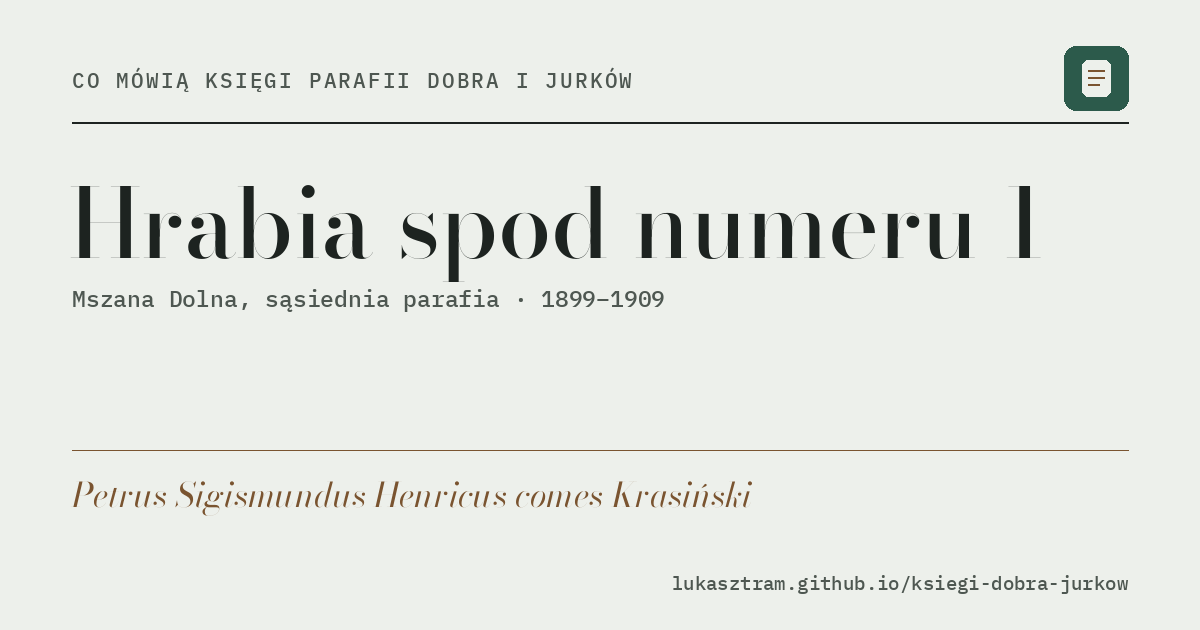 CO MÓWIĄ KSIĘGI PARAFII DOBRA I JURKÓW
Hrabia spod numeru 1
Mszana Dolna, sąsiednia parafia · 1899–1909
Petrus Sigismundus Henricus comes Krasiński
lukasztram.github.io/ksiegi-dobra-jurkow